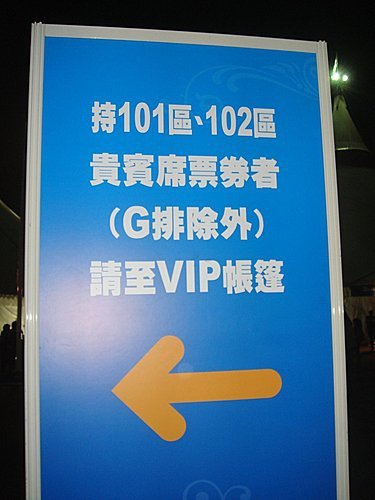 持101區、102區
貴賓席票券者
（G排除外）
請至VIP帳篷